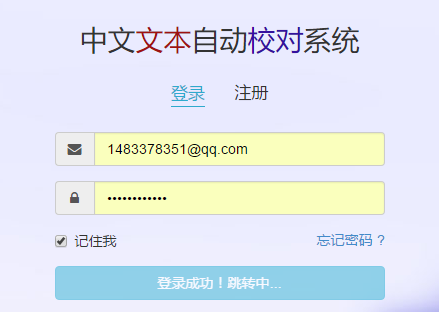 中文文本自动校对系统
登录 注册
1483378351@qq.com
••••••••••••
记住我 忘记密码 ?
登录成功！跳转中...